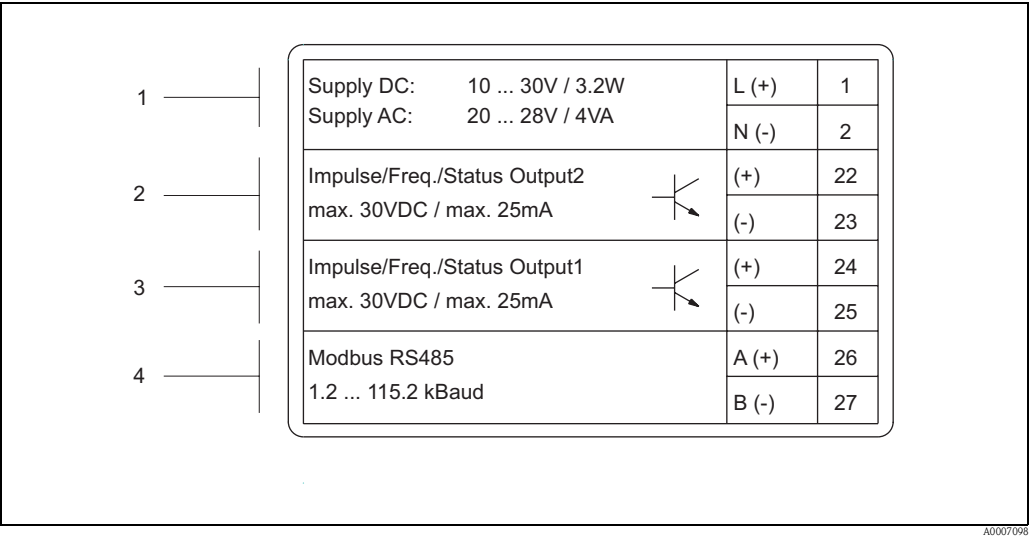 1
Supply DC: 10 ... 30V / 3.2W
Supply AC: 20 ... 28V / 4VA
L (+) 1
N (-) 2
2
Impulse/Freq./Status Output2
max. 30VDC / max. 25mA
(+) 22
(-) 23
3
Impulse/Freq./Status Output1
max. 30VDC / max. 25mA
(+) 24
(-) 25
4
Modbus RS485
1.2 ... 115.2 kBaud
A (+) 26
B (-) 27
A0007098